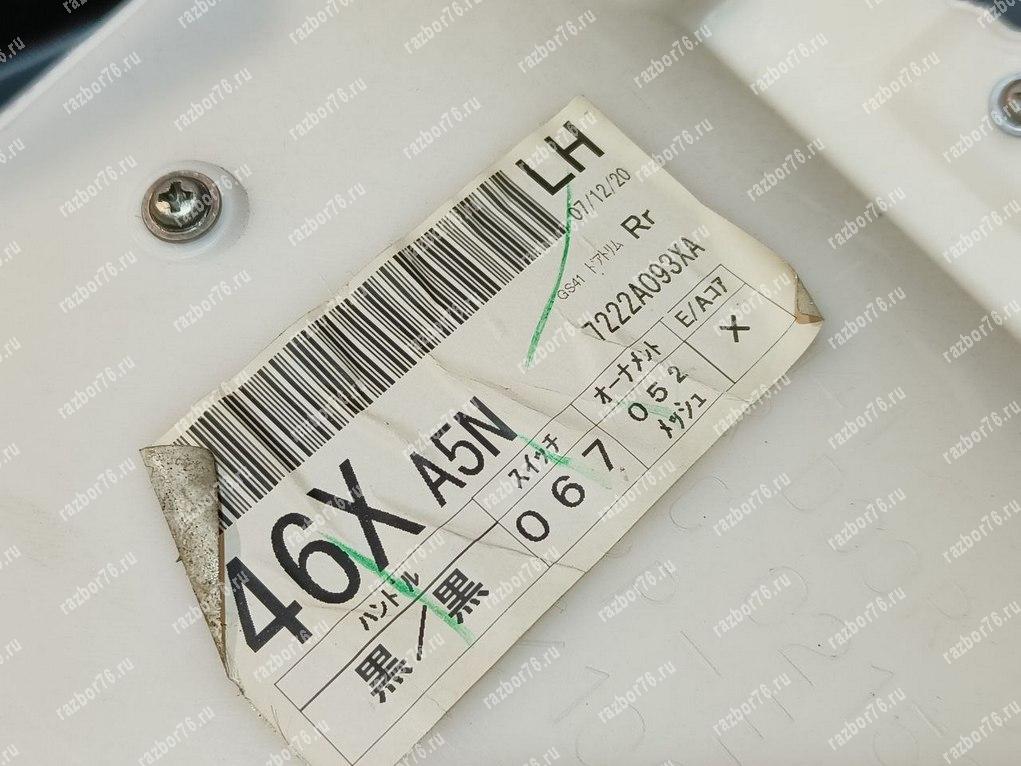 LH
07/12/20
GS41 ドアトリム Rr
7222A093XA
46X A5N
ハンドル
スイッチ
オーナメント
E/Aコア
黒/黒
067
052
メッシュ
×
razor76.ru